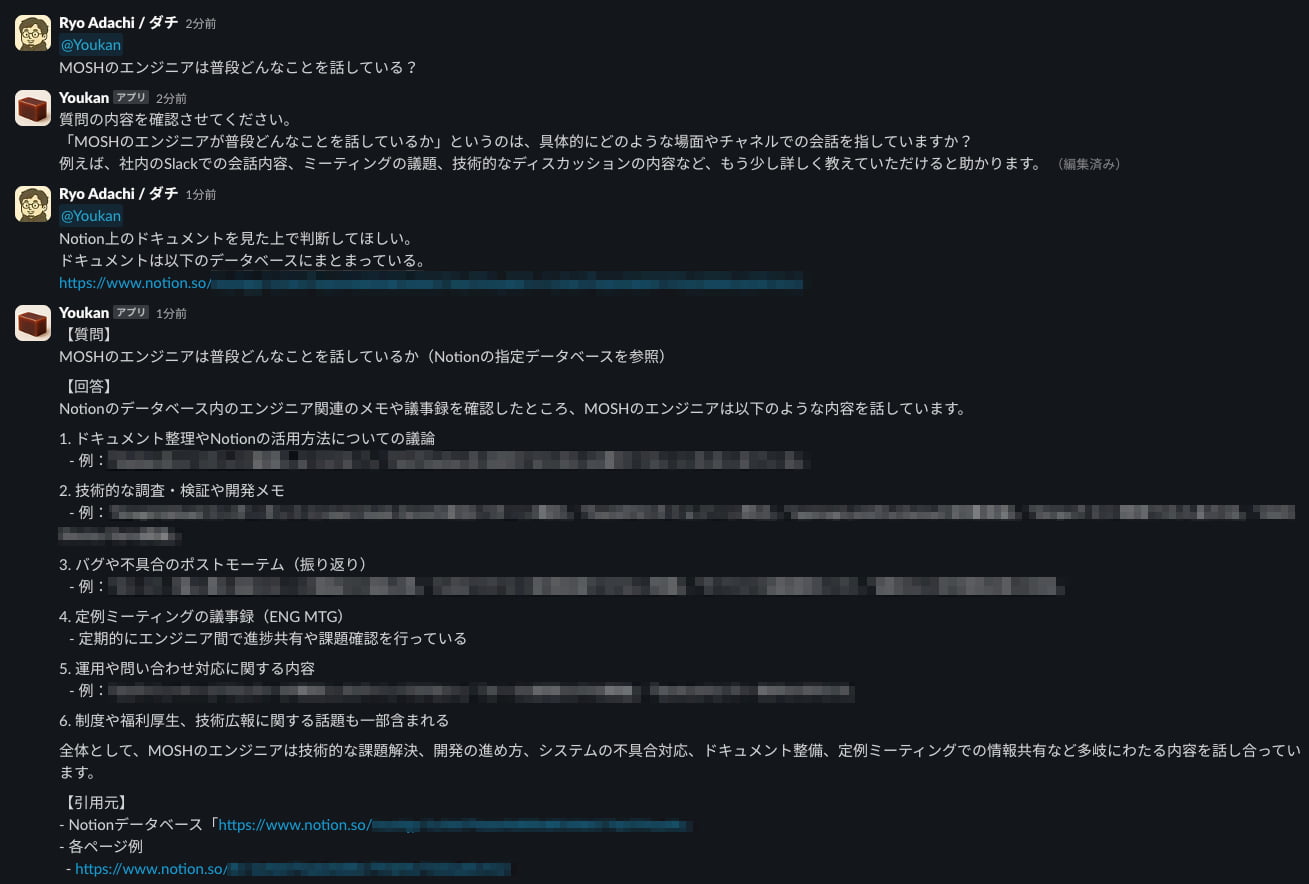 Ryo Adachi / ダチ 2分前
@Youkan
MOSHのエンジニアは普段どんなことを話している？
Youkan アプリ 2分前
質問の内容を確認させてください。
「MOSHのエンジニアが普段どんなことを話しているか」というのは、具体的にどのような場面やチャネルでの会話を指していますか？
例えば、社内のSlackでの会話内容、ミーティングの議題、技術的なディスカッションの内容など、もう少し詳しく教えていただけると助かります。 （編集済み）
Ryo Adachi / ダチ 1分前
@Youkan
Notion上のドキュメントを見た上で判断してほしい。
ドキュメントは以下のデータベースにまとまっている。
https://www.notion.so/
Youkan アプリ 1分前
【質問】
MOSHのエンジニアは普段どんなことを話しているか（Notionの指定データベースを参照）
【回答】
Notionのデータベース内のエンジニア関連のメモや議事録を確認したところ、MOSHのエンジニアは以下のような内容を話しています。
1. ドキュメント整理やNotionの活用方法についての議論
- 例：
2. 技術的な調査・検証や開発メモ
- 例：
3. バグや不具合のポストモーテム（振り返り）
- 例：
4. 定例ミーティングの議事録（ENG MTG）
- 定期的にエンジニア間で進捗共有や課題確認を行っている
5. 運用や問い合わせ対応に関する内容
- 例：
6. 制度や福利厚生、技術広報に関する話題も一部含まれる
全体として、MOSHのエンジニアは技術的な課題解決、開発の進め方、システムの不具合対応、ドキュメント整備、定例ミーティングでの情報共有など多岐にわたる内容を話し合ってい
ます。
【引用元】
- Notionデータベース「https://www.notion.so/
- 各ページ例
- https://www.notion.so/